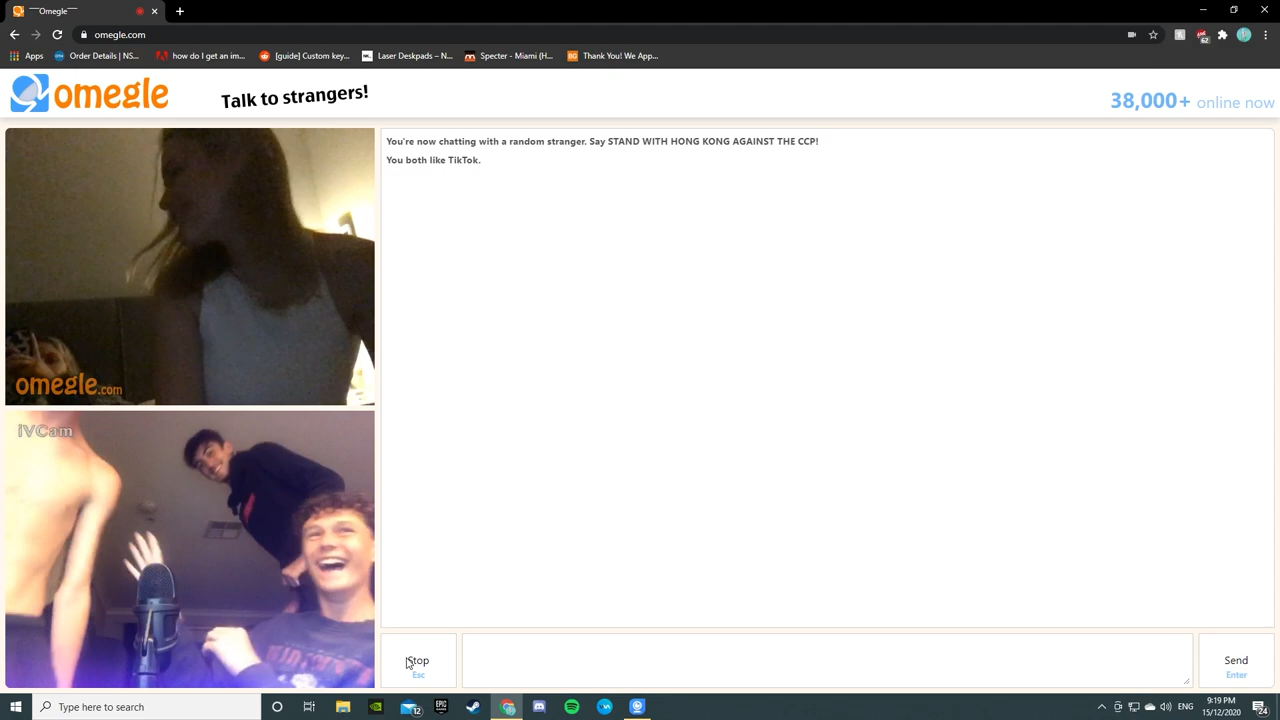 Omegle
omegle.com
Apps
Order Details | NS...
how do I get an im...
[guide] Custom key...
Laser Deskpads – N...
Specter - Miami (H...
Thank You! We App...
omegle
Talk to strangers!
38,000+ online now
You're now chatting with a random stranger. Say STAND WITH HONG KONG AGAINST THE CCP!
You both like TikTok.
omegle.com
iVCam
Stop
Esc
Send
Enter
Type here to search
12
EPIC
ENG
9:19 PM
15/12/2020
24